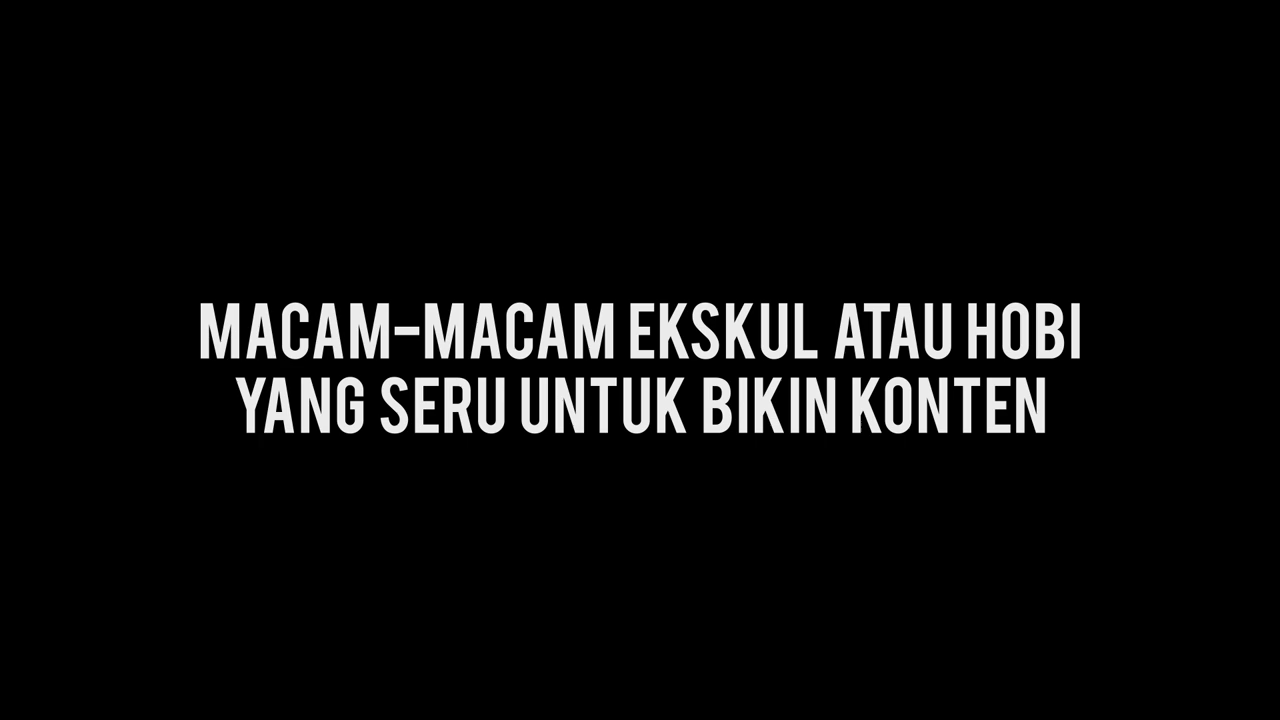 MACAM-MACAM EKSKUL ATAU HOBI
YANG SERU UNTUK BIKIN KONTEN